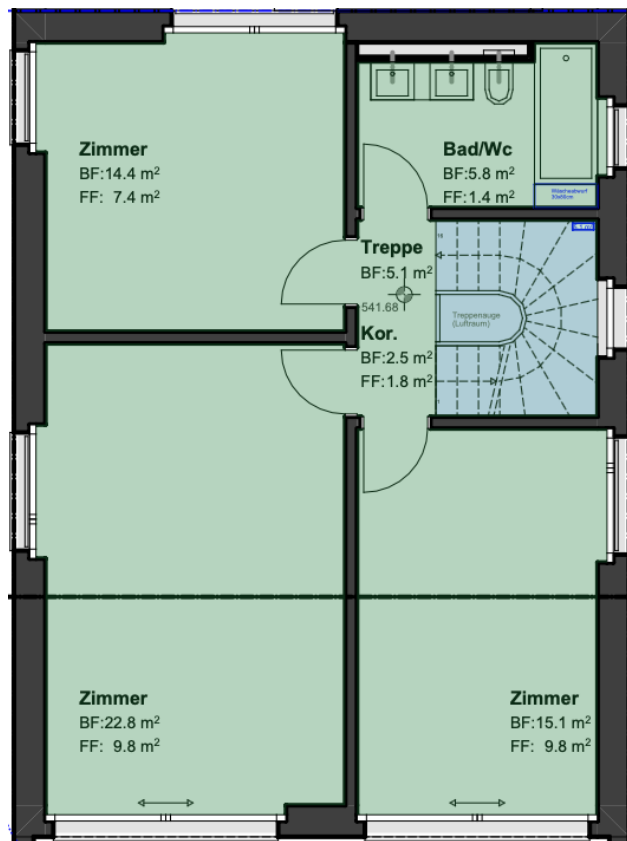 Zimmer
BF:14.4 m²
FF: 7.4 m²
Bad/Wc
BF:5.8 m²
FF:1.4 m²
Wäscheabwurf
30x60cm
Treppe
BF:5.1 m²
541.68
Kor.
BF:2.5 m²
FF:1.8 m²
Treppenauge
(Luftraum)
Zimmer
BF:22.8 m²
FF: 9.8 m²
Zimmer
BF:15.1 m²
FF: 9.8 m²